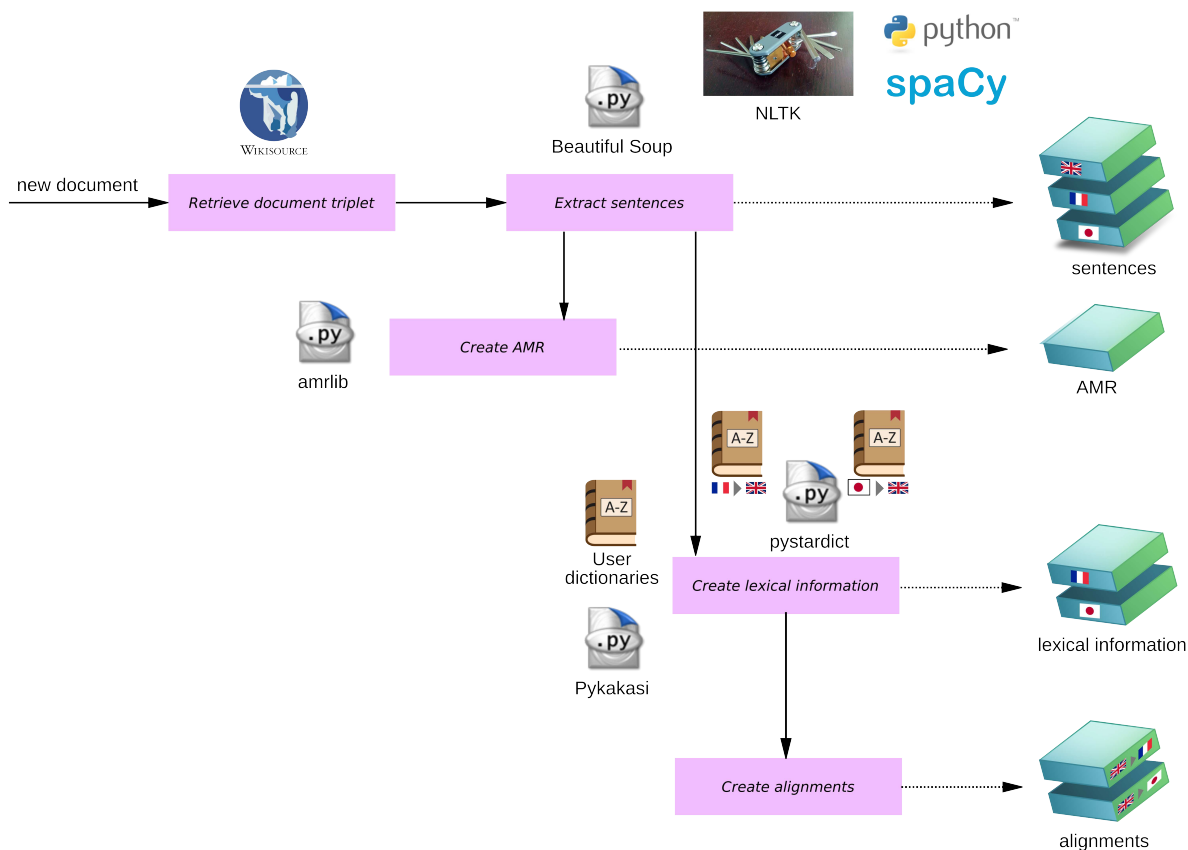 python™
spaCy
NLTK
.py
Beautiful Soup
WIKISOURCE
new document
Retrieve document triplet
Extract sentences
sentences
.py
amrlib
Create AMR
AMR
A-Z
A-Z
.py
pystardict
A-Z
User
dictionaries
Create lexical information
lexical information
.py
Pykakasi
Create alignments
alignments